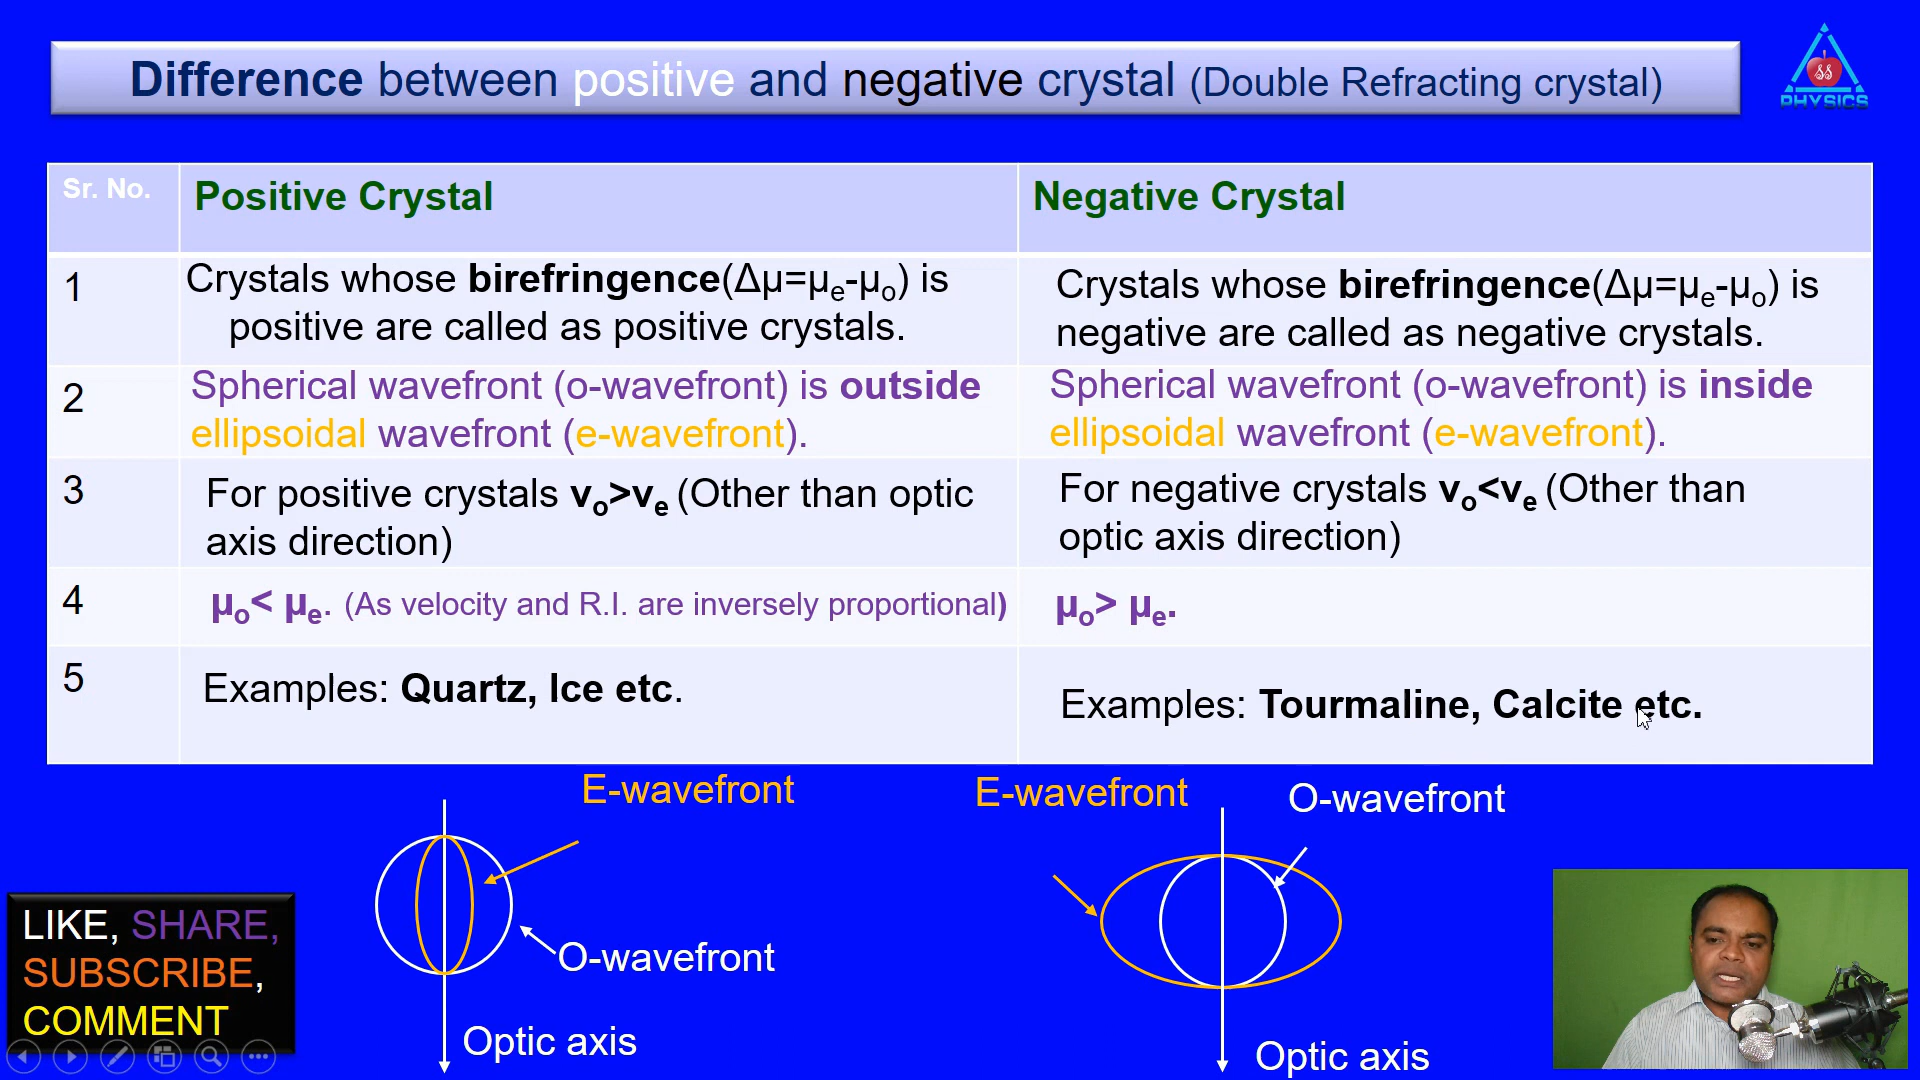 Difference between positive and negative crystal (Double Refracting crystal)
PHYSICS
Sr. No.
Positive Crystal
Negative Crystal
1
Crystals whose birefringence(Δμ=μe-μo) is
positive are called as positive crystals.
Crystals whose birefringence(Δμ=μe-μo) is
negative are called as negative crystals.
2
Spherical wavefront (o-wavefront) is outside
ellipsoidal wavefront (e-wavefront).
Spherical wavefront (o-wavefront) is inside
ellipsoidal wavefront (e-wavefront).
3
For positive crystals vo>ve (Other than optic
axis direction)
For negative crystals vo<ve (Other than
optic axis direction)
4
μo< μe. (As velocity and R.I. are inversely proportional)
μo> μe.
5
Examples: Quartz, Ice etc.
Examples: Tourmaline, Calcite etc.
E-wavefront
O-wavefront
Optic axis
E-wavefront
O-wavefront
Optic axis
LIKE, SHARE,
SUBSCRIBE,
COMMENT